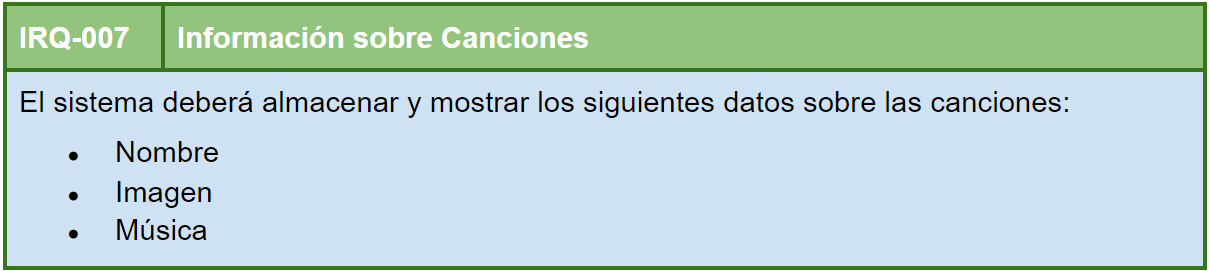 IRQ-007 Información sobre Canciones
El sistema deberá almacenar y mostrar los siguientes datos sobre las canciones:
● Nombre
● Imagen
● Música